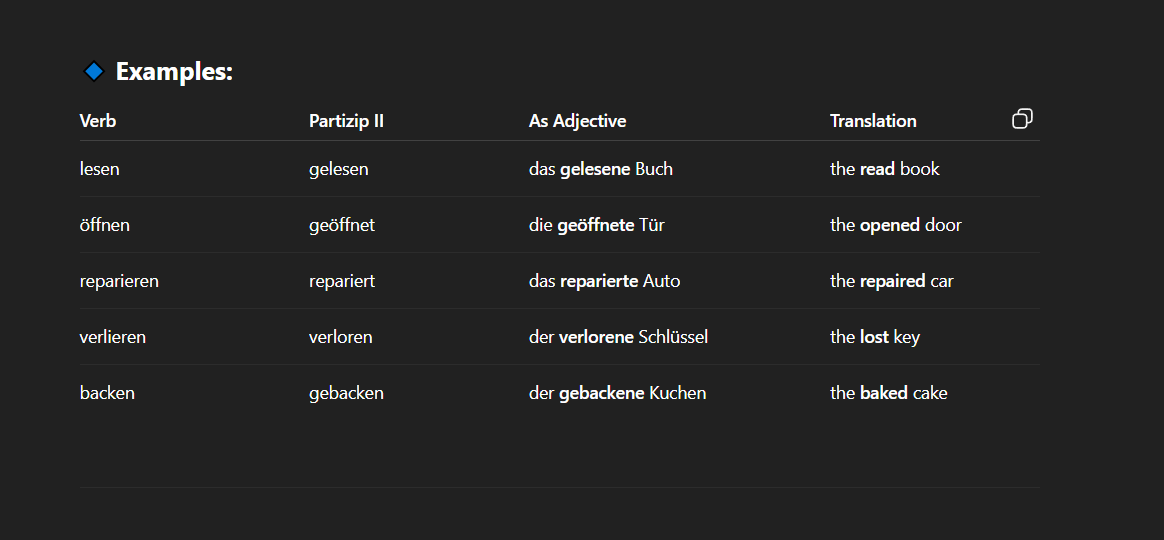 Examples:
Verb Partizip II As Adjective Translation
lesen gelesen das gelesene Buch the read book
öffnen geöffnet die geöffnete Tür the opened door
reparieren repariert das reparierte Auto the repaired car
verlieren verloren der verlorene Schlüssel the lost key
backen gebacken der gebackene Kuchen the baked cake